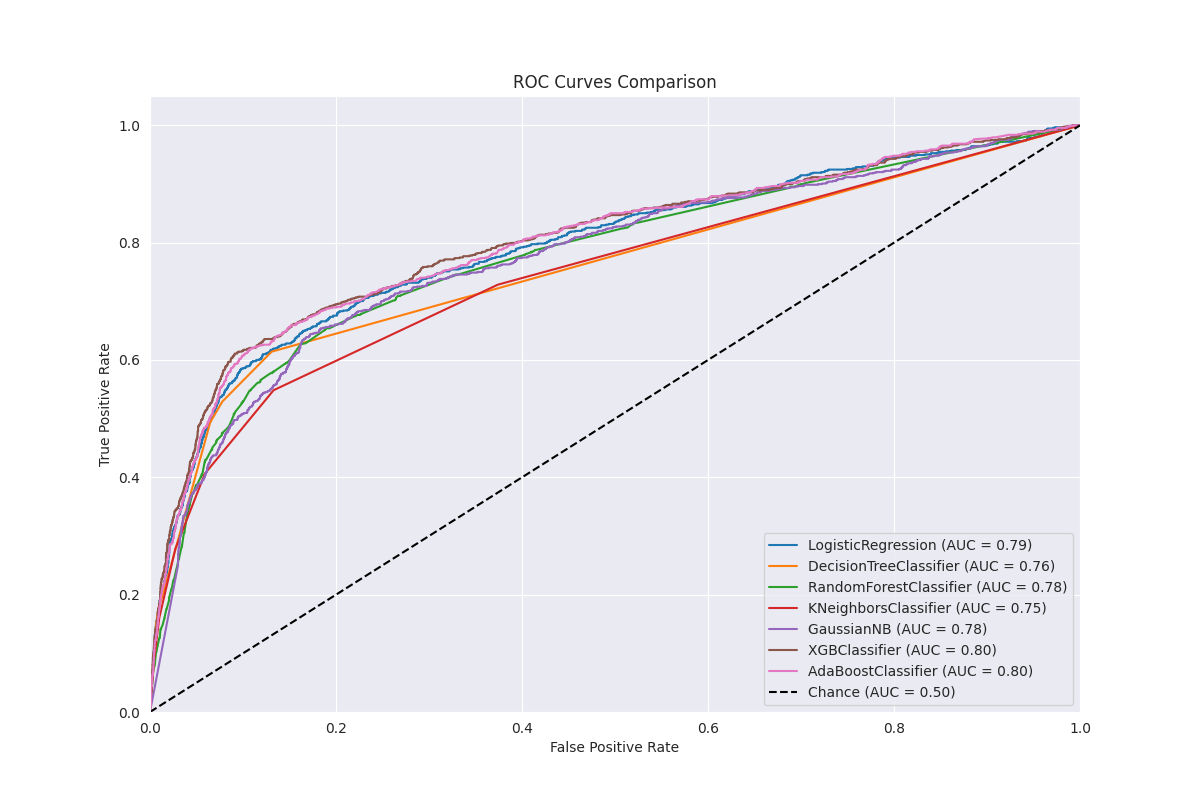 ROC Curves Comparison
1.0
0.8
0.6
0.4
0.2
0.0
True Positive Rate
LogisticRegression (AUC = 0.79)
DecisionTreeClassifier (AUC = 0.76)
RandomForestClassifier (AUC = 0.78)
KNeighborsClassifier (AUC = 0.75)
GaussianNB (AUC = 0.78)
XGBClassifier (AUC = 0.80)
AdaBoostClassifier (AUC = 0.80)
Chance (AUC = 0.50)
0.0 0.2 0.4 0.6 0.8 1.0
False Positive Rate